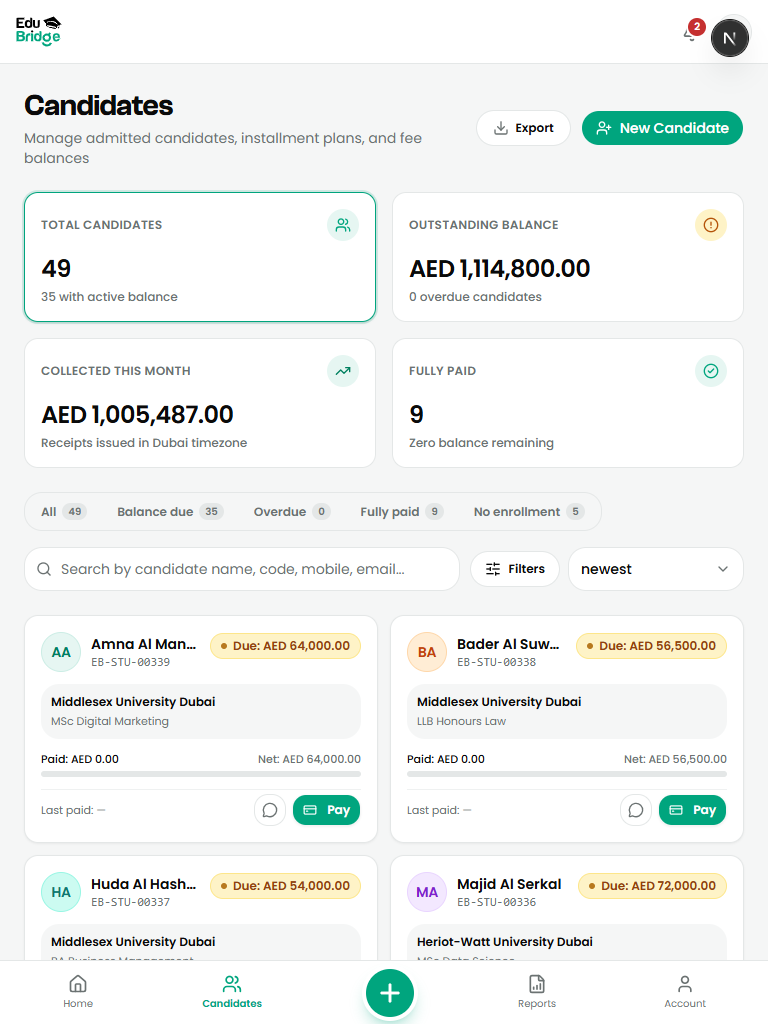 Edu
Bridge
2
N
Candidates
Manage admitted candidates, installment plans, and fee
balances
Export
New Candidate
TOTAL CANDIDATES
49
35 with active balance
OUTSTANDING BALANCE
AED 1,114,800.00
0 overdue candidates
COLLECTED THIS MONTH
AED 1,005,487.00
Receipts issued in Dubai timezone
FULLY PAID
9
Zero balance remaining
All 49 Balance due 35 Overdue 0 Fully paid 9 No enrollment 5
Search by candidate name, code, mobile, email...
Filters
newest
AA
Amna Al Man...
EB-STU-00339
Due: AED 64,000.00
Middlesex University Dubai
MSc Digital Marketing
Paid: AED 0.00 Net: AED 64,000.00
Last paid: —
Pay
BA
Bader Al Suw...
EB-STU-00338
Due: AED 56,500.00
Middlesex University Dubai
LLB Honours Law
Paid: AED 0.00 Net: AED 56,500.00
Last paid: —
Pay
HA
Huda Al Hash...
EB-STU-00337
Due: AED 54,000.00
Middlesex University Dubai
BA Business Management
MA
Majid Al Serkal
EB-STU-00336
Due: AED 72,000.00
Heriot-Watt University Dubai
MSc Data Science
Home
Candidates
Reports
Account